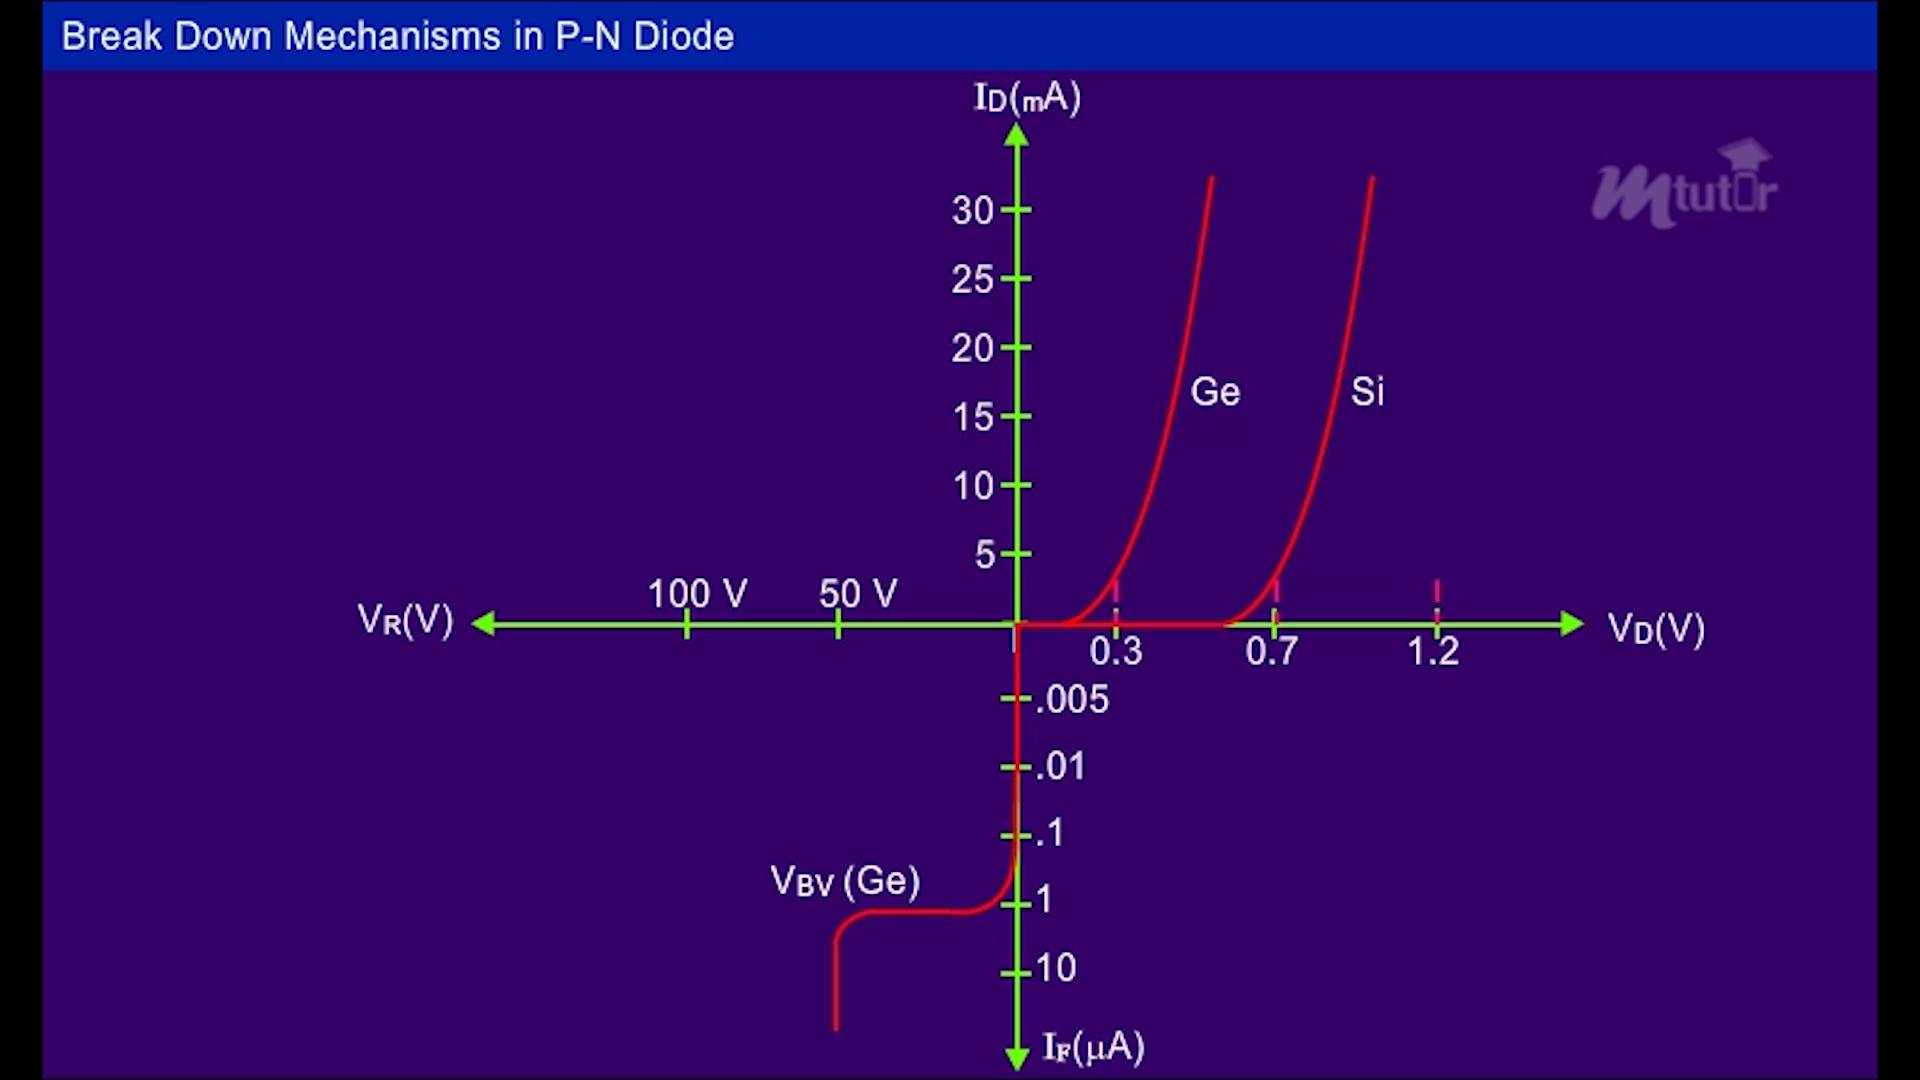 Break Down Mechanisms in P-N Diode
ID(mA)
mtutor
30
25
20
Ge
Si
15
10
5
100 V
50 V
VR(V)
VD(V)
0.3
0.7
1.2
.005
.01
.1
VBV (Ge)
1
10
IF(μA)